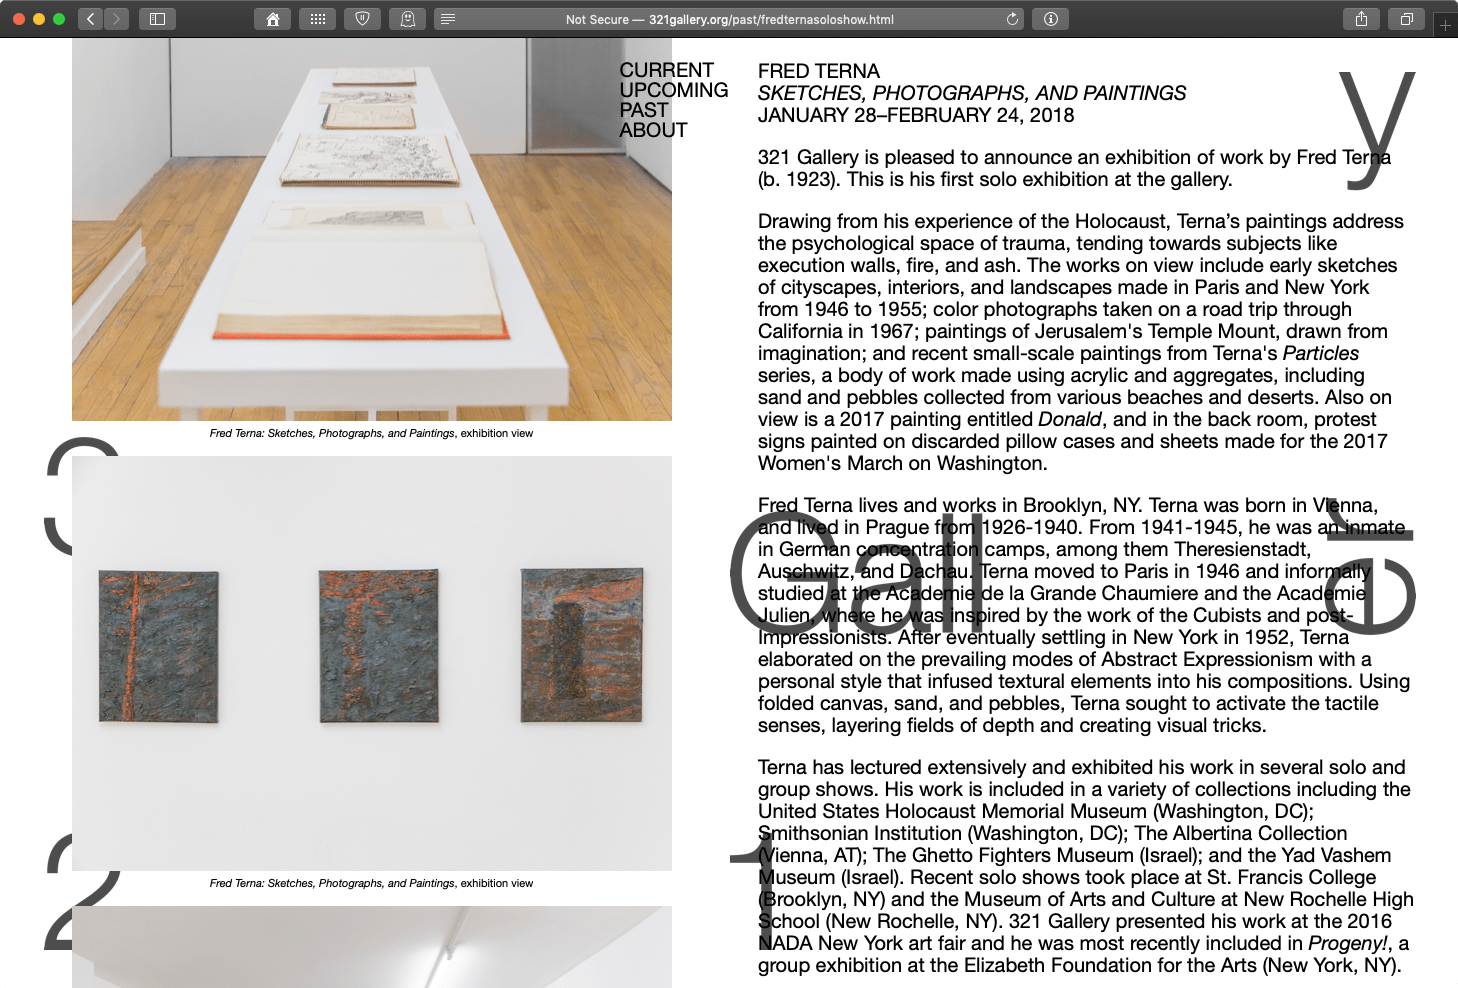 Not Secure — 321gallery.org/past/fredternasoloshow.html
CURRENT
UPCOMING
PAST
ABOUT
Fred Terna: Sketches, Photographs, and Paintings, exhibition view
Fred Terna: Sketches, Photographs, and Paintings, exhibition view
FRED TERNA
SKETCHES, PHOTOGRAPHS, AND PAINTINGS
JANUARY 28–FEBRUARY 24, 2018
321 Gallery is pleased to announce an exhibition of work by Fred Terna
(b. 1923). This is his first solo exhibition at the gallery.
Drawing from his experience of the Holocaust, Terna’s paintings address
the psychological space of trauma, tending towards subjects like
execution walls, fire, and ash. The works on view include early sketches
of cityscapes, interiors, and landscapes made in Paris and New York
from 1946 to 1955; color photographs taken on a road trip through
California in 1967; paintings of Jerusalem's Temple Mount, drawn from
imagination; and recent small-scale paintings from Terna's Particles
series, a body of work made using acrylic and aggregates, including
sand and pebbles collected from various beaches and deserts. Also on
view is a 2017 painting entitled Donald, and in the back room, protest
signs painted on discarded pillow cases and sheets made for the 2017
Women's March on Washington.
Fred Terna lives and works in Brooklyn, NY. Terna was born in Vienna,
and lived in Prague from 1926-1940. From 1941-1945, he was an inmate
in German concentration camps, among them Theresienstadt,
Auschwitz, and Dachau. Terna moved to Paris in 1946 and informally
studied at the Academie de la Grande Chaumiere and the Academie
Julien, where he was inspired by the work of the Cubists and post-
Impressionists. After eventually settling in New York in 1952, Terna
elaborated on the prevailing modes of Abstract Expressionism with a
personal style that infused textural elements into his compositions. Using
folded canvas, sand, and pebbles, Terna sought to activate the tactile
senses, layering fields of depth and creating visual tricks.
Terna has lectured extensively and exhibited his work in several solo and
group shows. His work is included in a variety of collections including the
United States Holocaust Memorial Museum (Washington, DC);
Smithsonian Institution (Washington, DC); The Albertina Collection
(Vienna, AT); The Ghetto Fighters Museum (Israel); and the Yad Vashem
Museum (Israel). Recent solo shows took place at St. Francis College
(Brooklyn, NY) and the Museum of Arts and Culture at New Rochelle High
School (New Rochelle, NY). 321 Gallery presented his work at the 2016
NADA New York art fair and he was most recently included in Progeny!, a
group exhibition at the Elizabeth Foundation for the Arts (New York, NY).
3
2
1
Gall
er
y